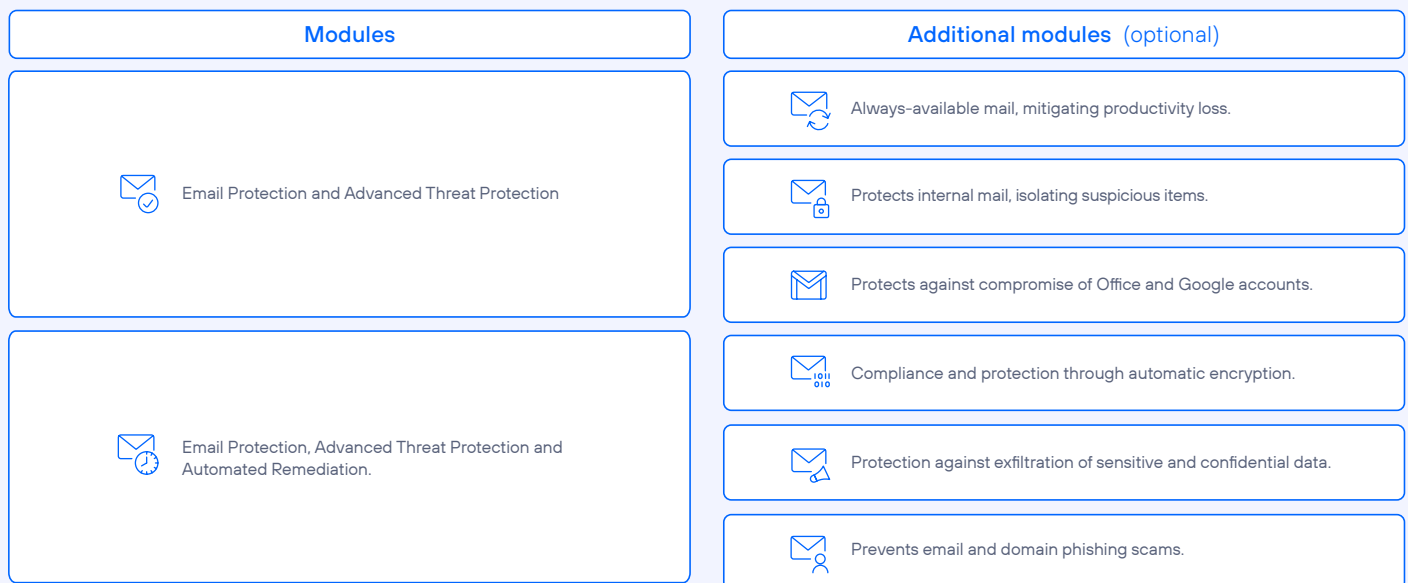 Modules
Email Protection and Advanced Threat Protection
Email Protection, Advanced Threat Protection and
Automated Remediation.
Additional modules (optional)
Always-available mail, mitigating productivity loss.
Protects internal mail, isolating suspicious items.
Protects against compromise of Office and Google accounts.
1011
010
Compliance and protection through automatic encryption.
Protection against exfiltration of sensitive and confidential data.
Prevents email and domain phishing scams.